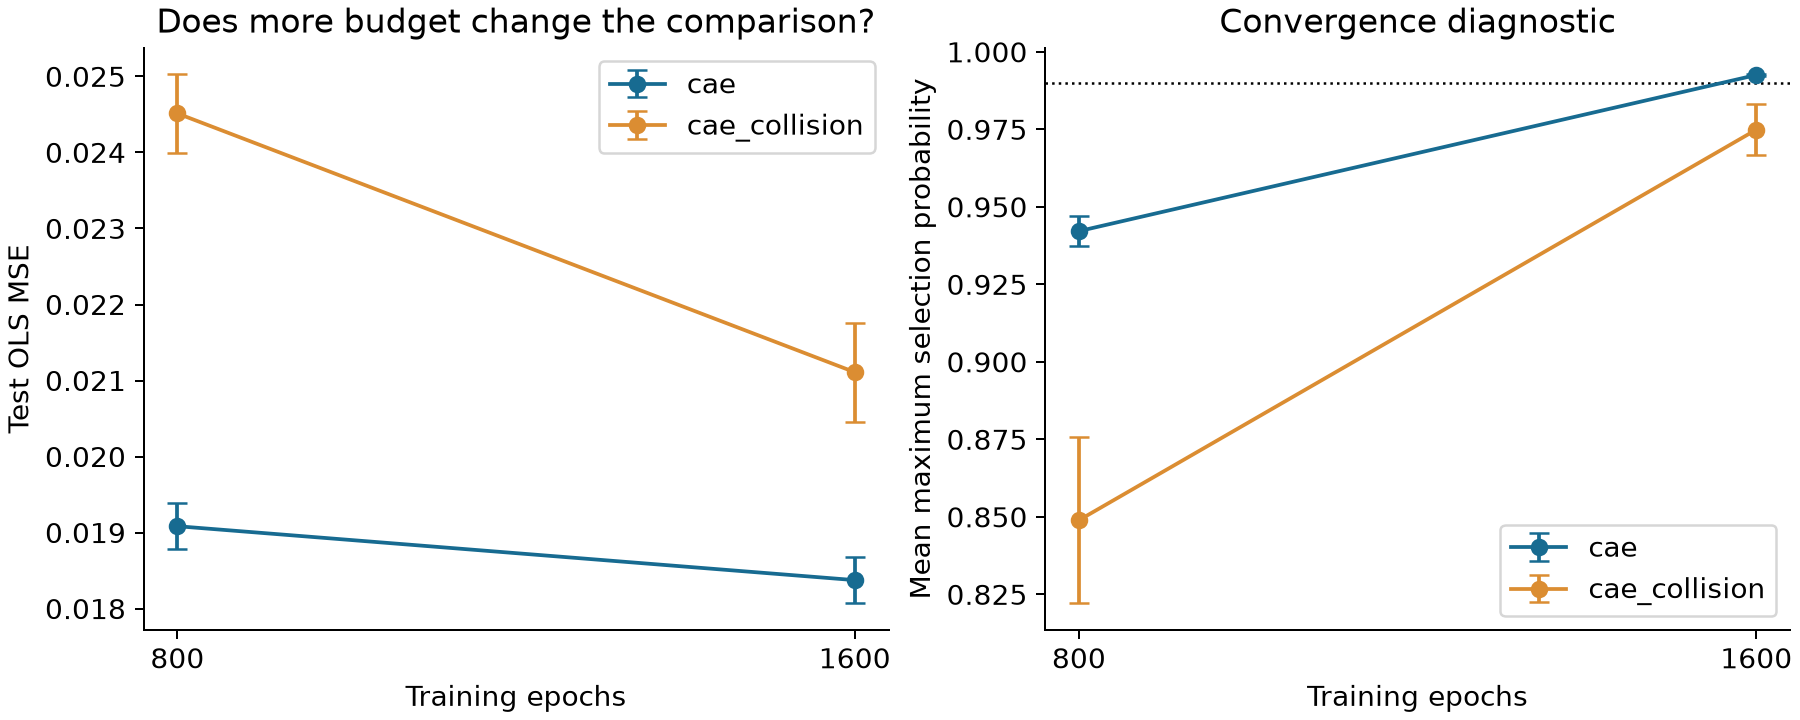 Does more budget change the comparison?
Test OLS MSE
0.025
0.024
0.023
0.022
0.021
0.020
0.019
0.018
cae
cae_collision
800
1600
Training epochs
Convergence diagnostic
Mean maximum selection probability
1.000
0.975
0.950
0.925
0.900
0.875
0.850
0.825
cae
cae_collision
800
1600
Training epochs